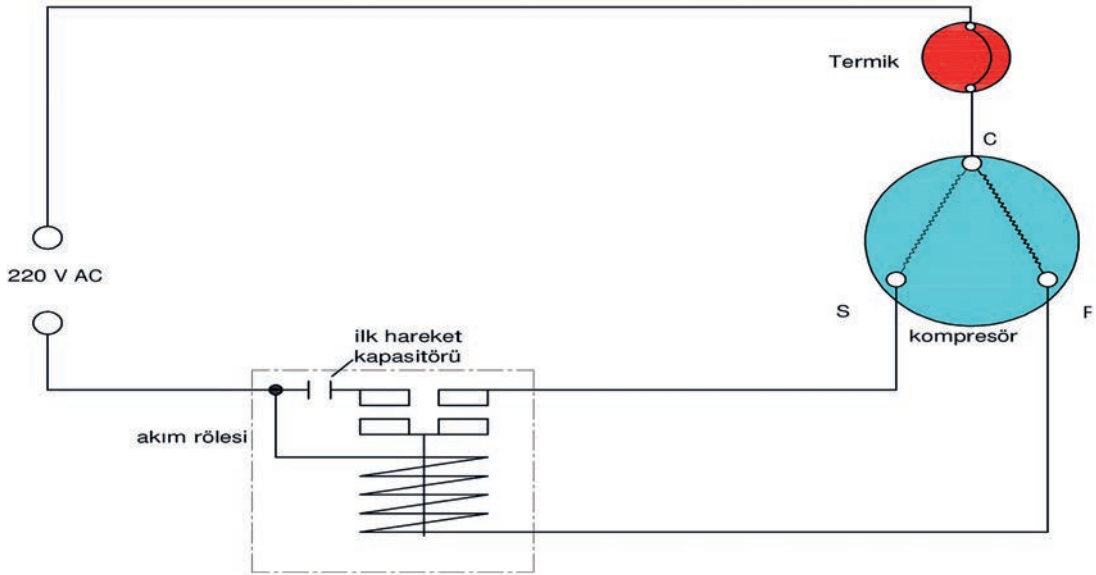 Termik
C
220 V AC
S
F
kompresör
ilk hareket
kapasitörü
akım rölesi